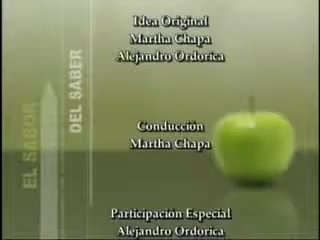 Idea Original
Martha Chapa
Alejandro Ordorica
EL SABOR
DEL SABER
Conducción
Martha Chapa
Participación Especial
Alejandro Ordorica